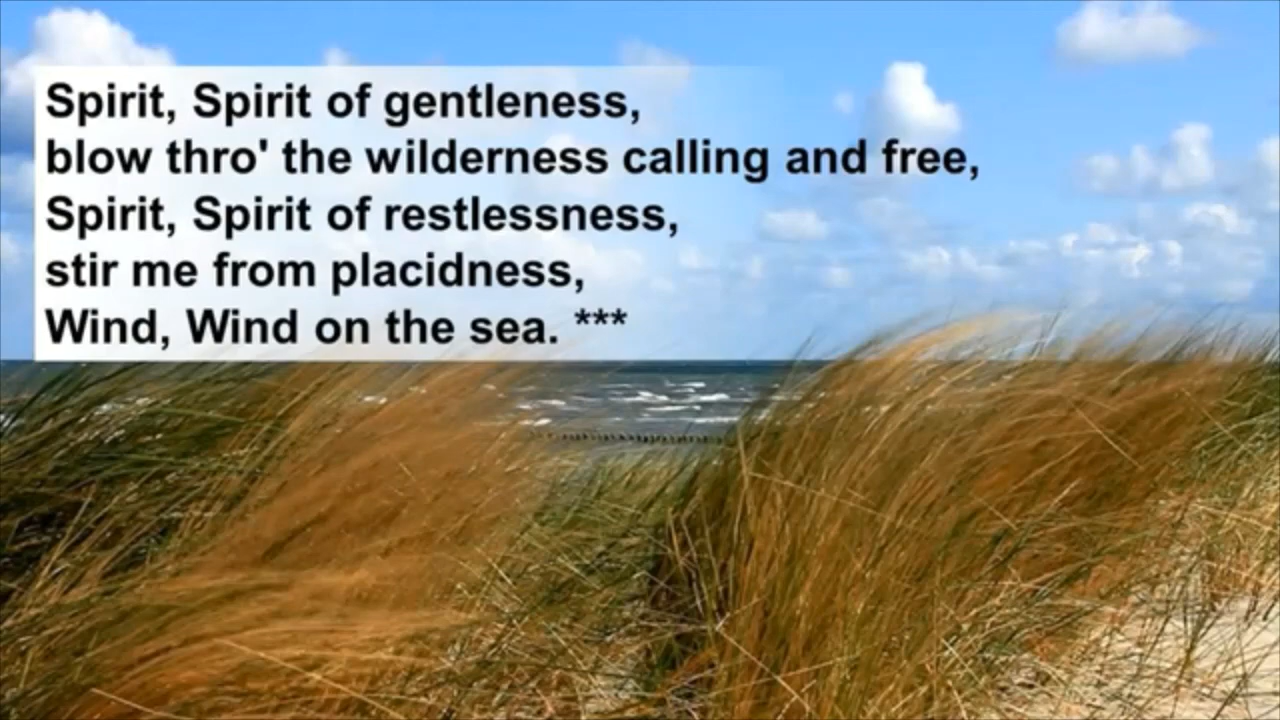 Spirit, Spirit of gentleness,
blow thro' the wilderness calling and free,
Spirit, Spirit of restlessness,
stir me from placidness,
Wind, Wind on the sea. ***